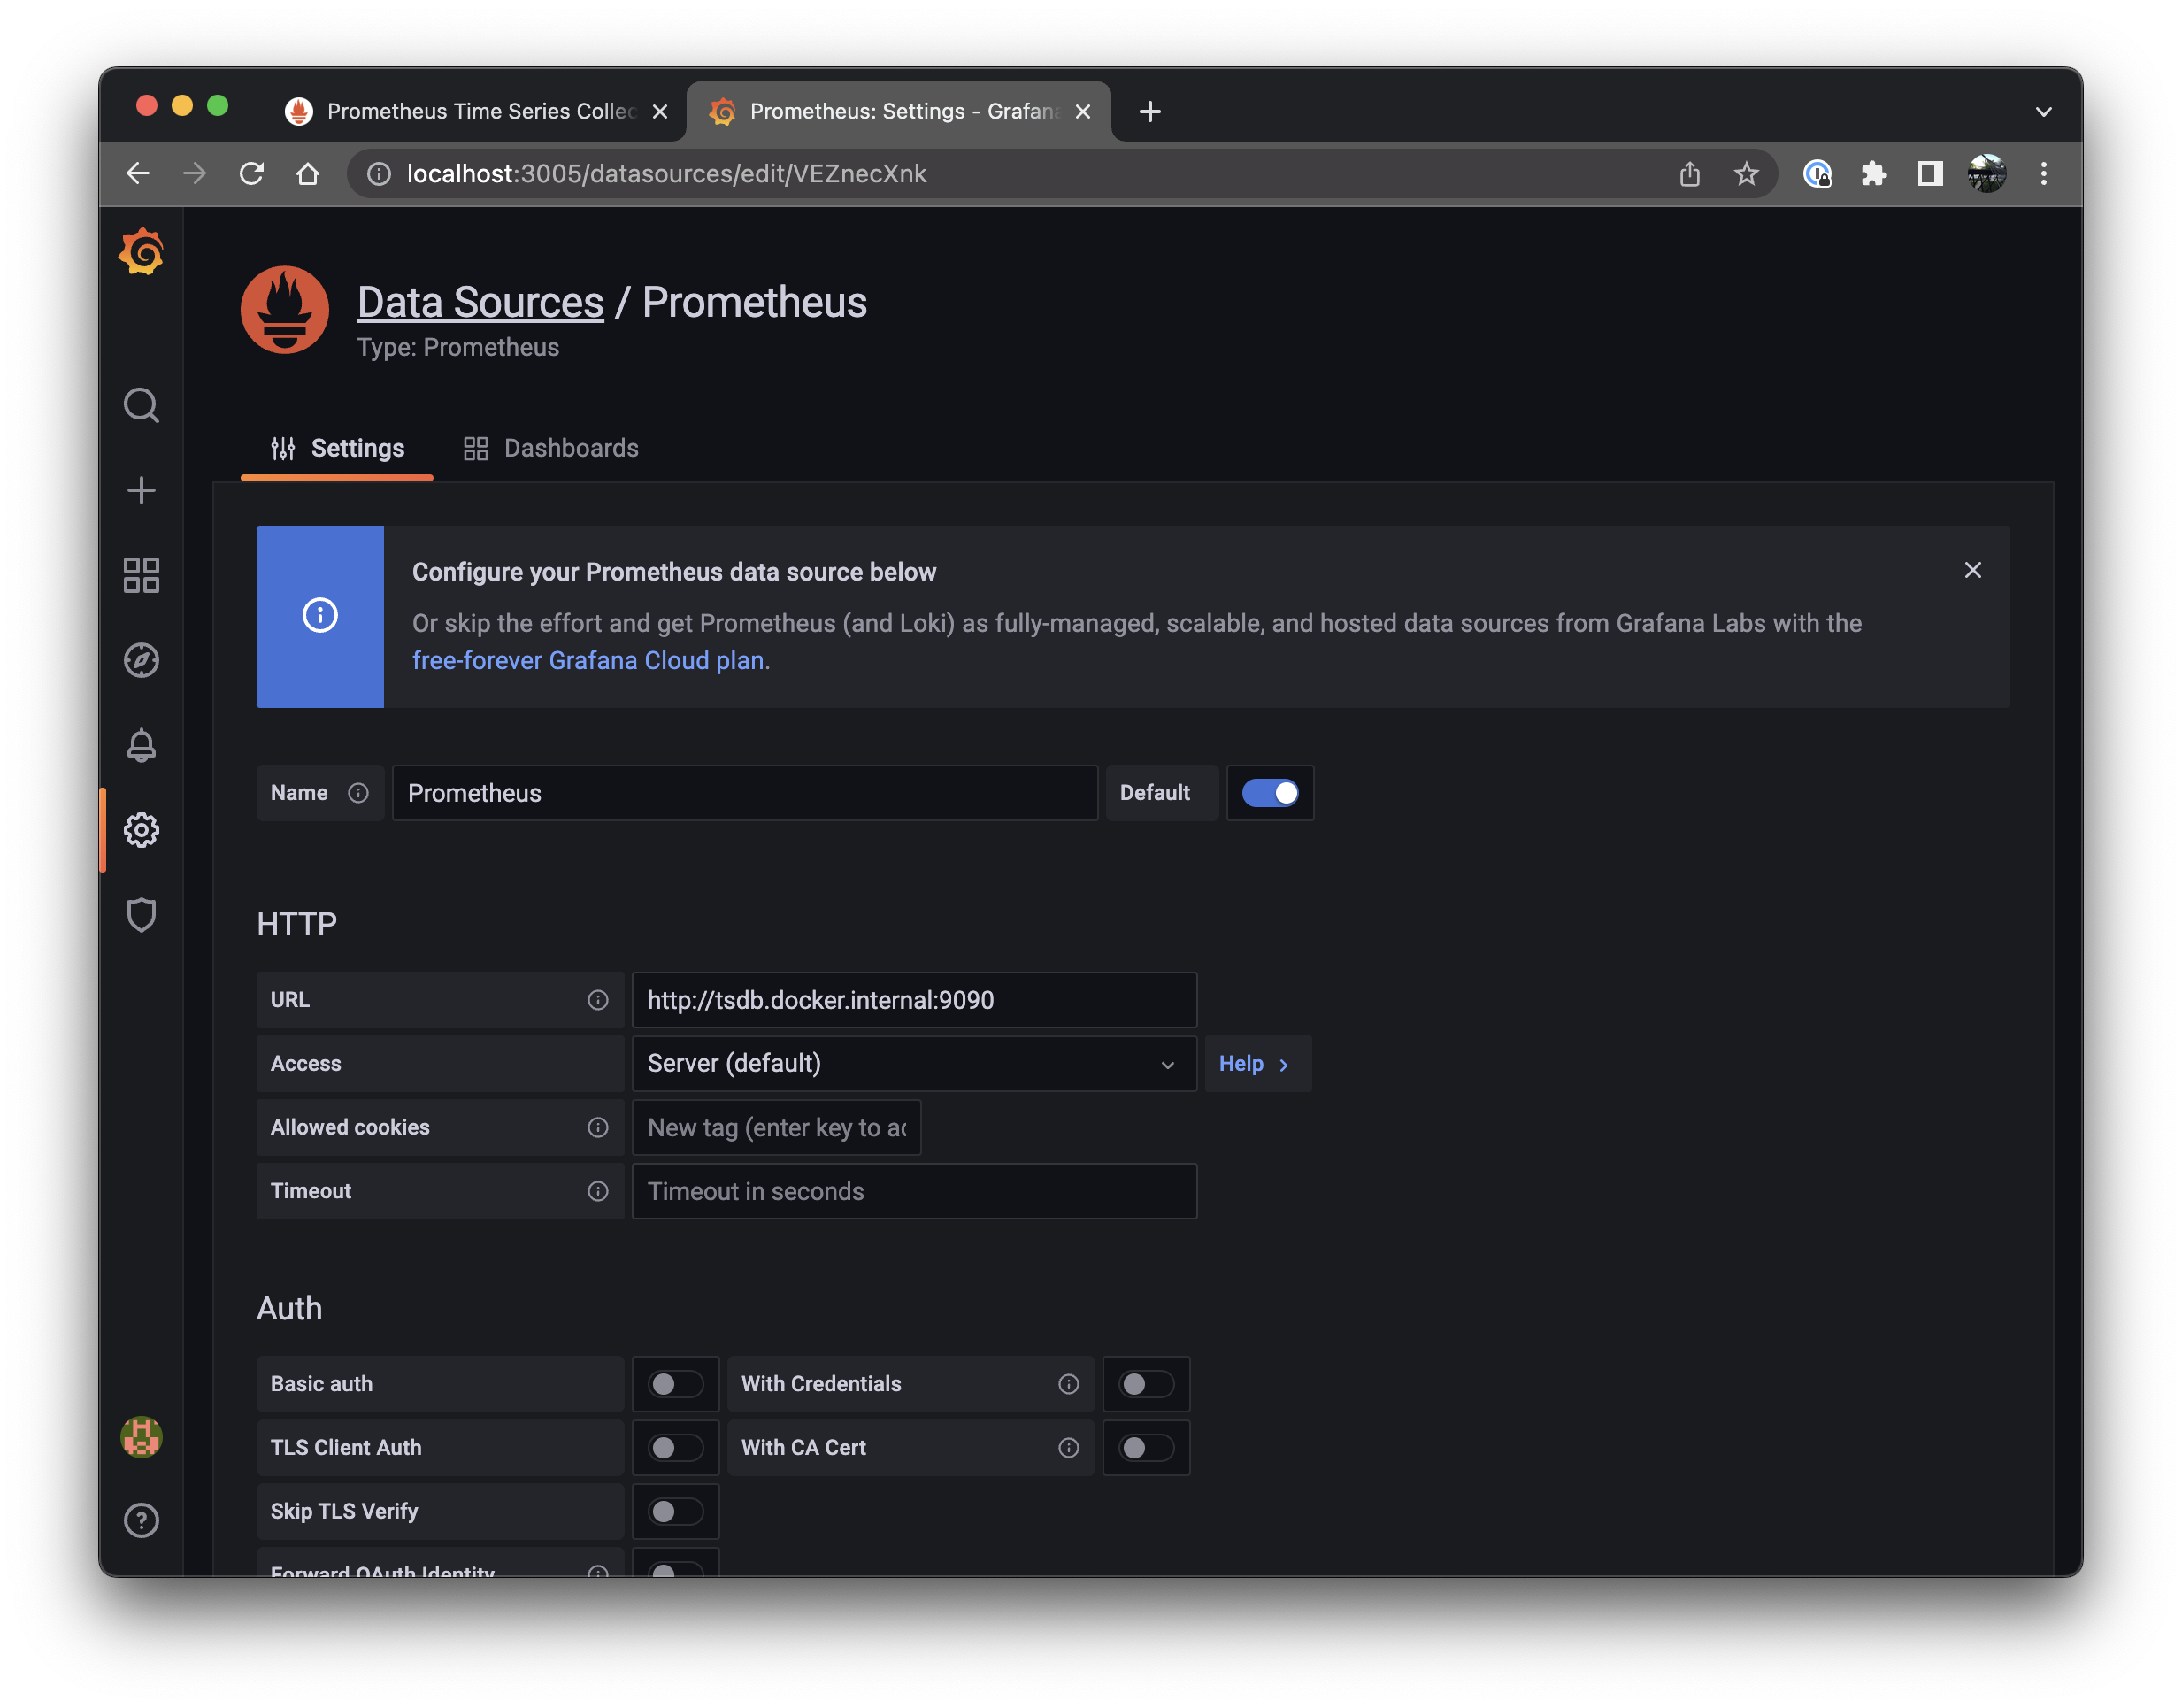 Prometheus Time Series Collec
Prometheus: Settings - Grafana
localhost:3005/datasources/edit/VEZnecXnk
Data Sources / Prometheus
Type: Prometheus
Settings
Dashboards
Configure your Prometheus data source below
Or skip the effort and get Prometheus (and Loki) as fully-managed, scalable, and hosted data sources from Grafana Labs with the
free-forever Grafana Cloud plan.
Name
Prometheus
Default
HTTP
URL
http://tsdb.docker.internal:9090
Access
Server (default)
Help
Allowed cookies
New tag (enter key to ad
Timeout
Timeout in seconds
Auth
Basic auth
With Credentials
TLS Client Auth
With CA Cert
Skip TLS Verify
Forward OAuth Identity